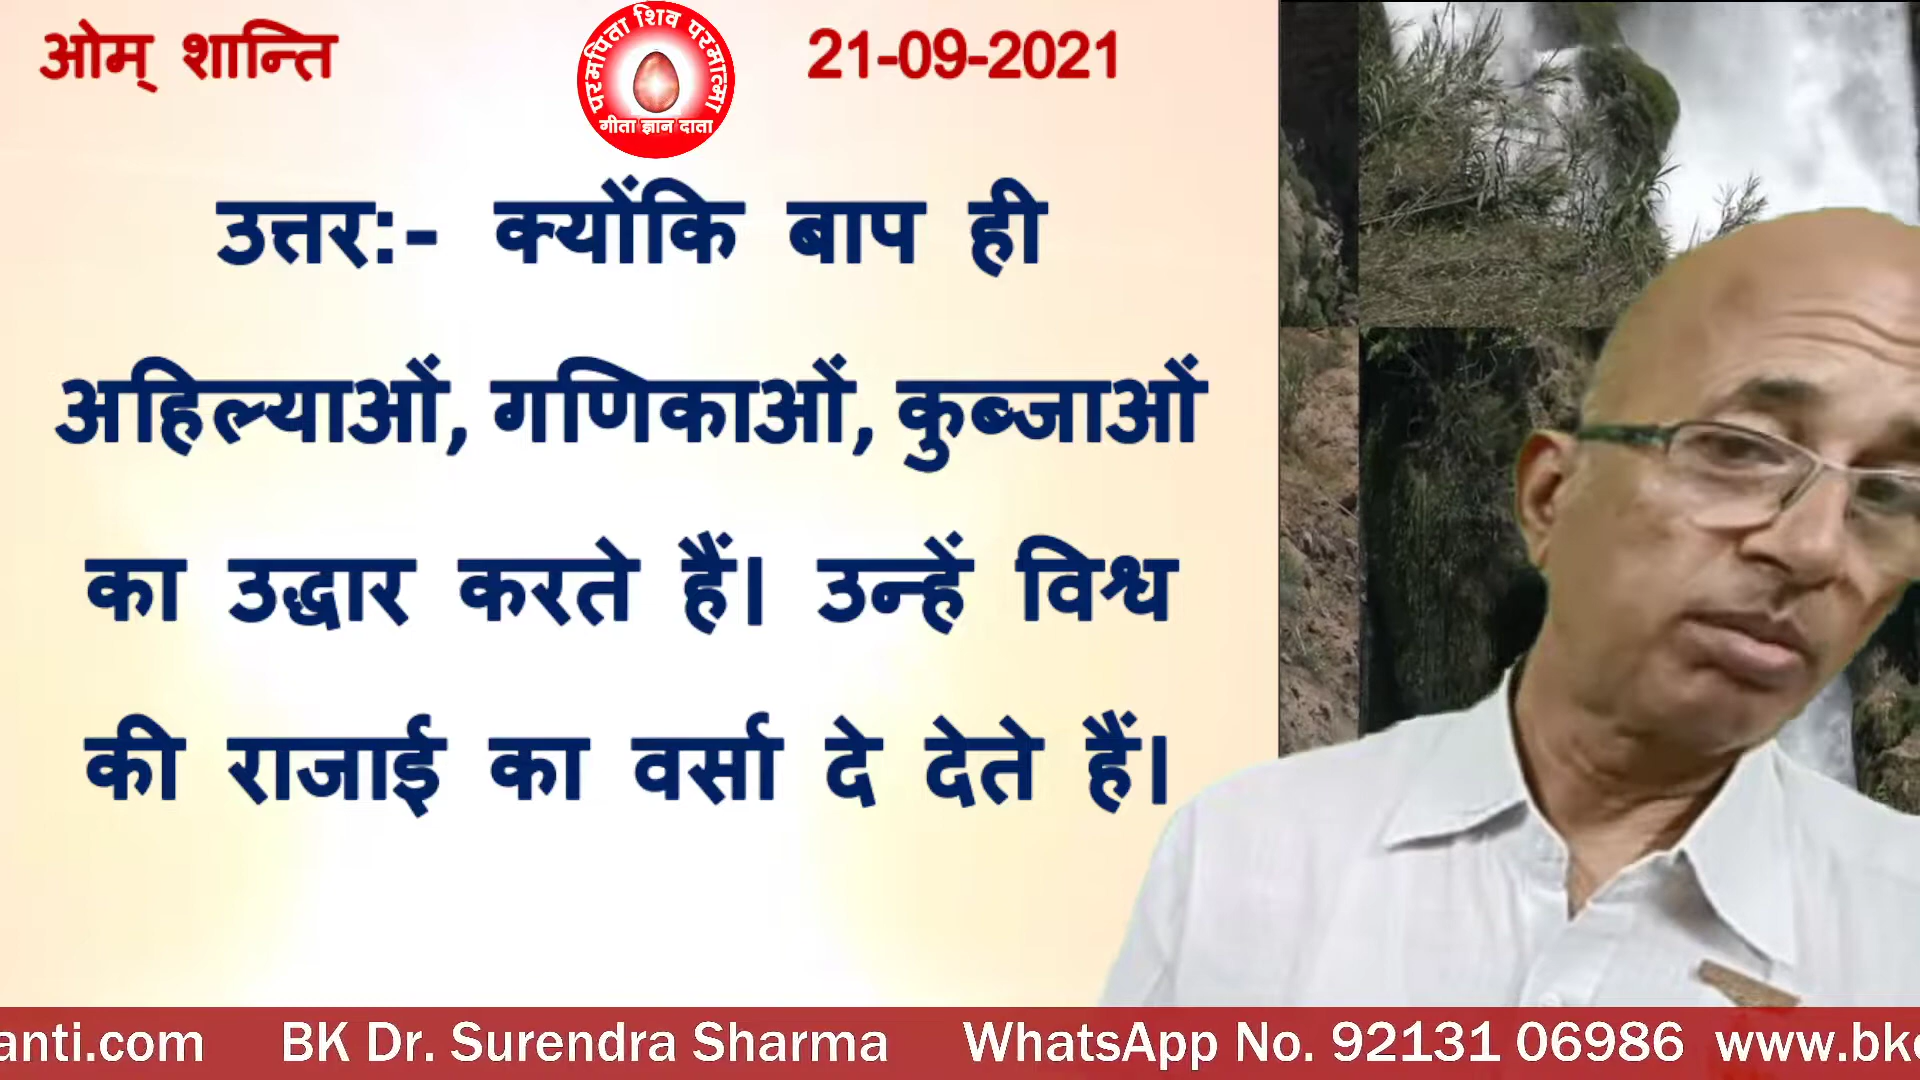 ओम् शान्ति
परमपिता शिव परमात्मा
गीता ज्ञान दाता
21-09-2021
उत्तर:- क्योंकि बाप ही
अहिल्याओं, गणिकाओं, कुब्जाओं
का उद्धार करते हैं। उन्हें विश्व
की राजाई का वर्सा दे देते हैं।
anti.com BK Dr. Surendra Sharma WhatsApp No. 92131 06986 www.bk